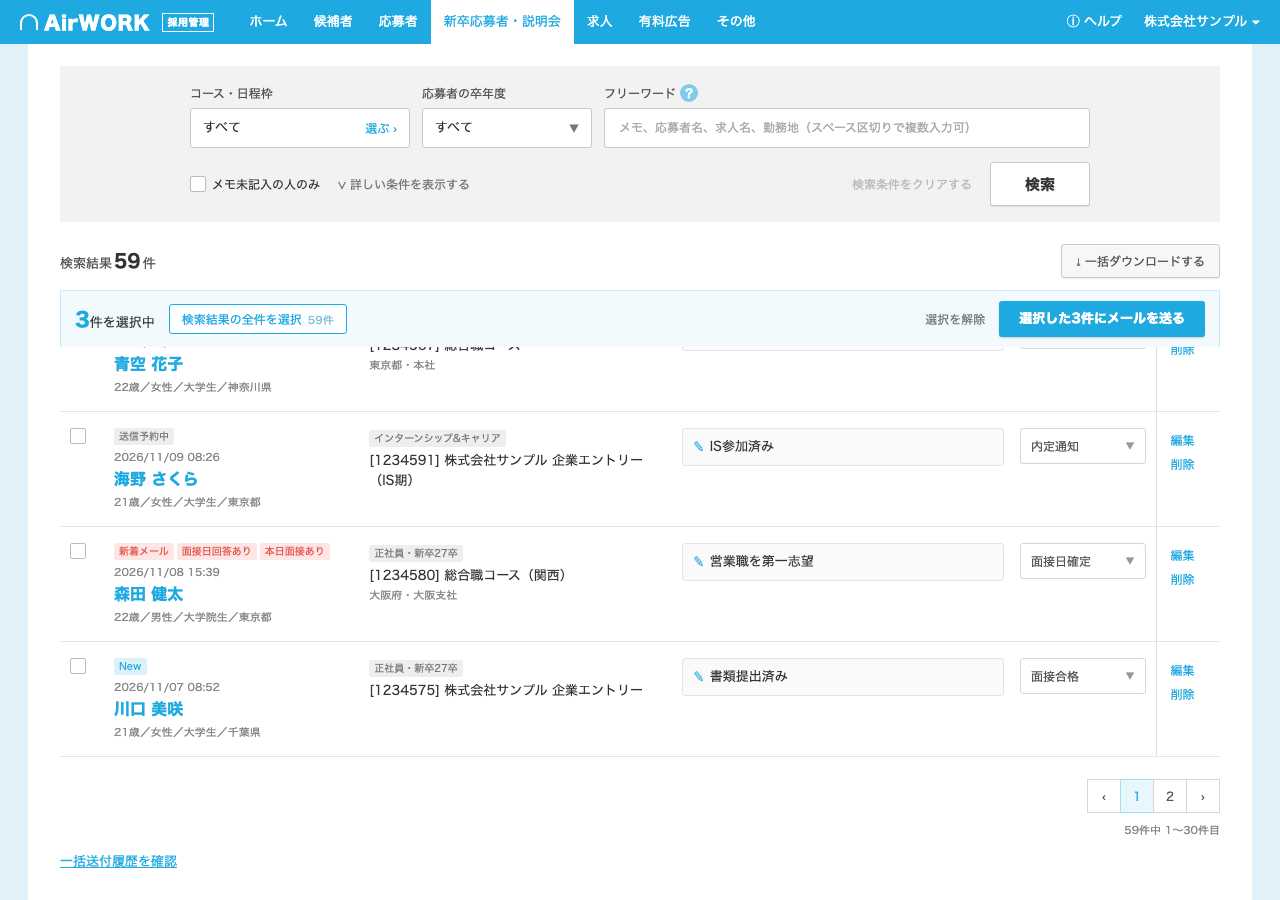 AirWORK 採用管理 ホーム 候補者 応募者 新卒応募者・説明会 求人 有料広告 その他 ヘルプ 株式会社サンプル
コース・日程枠 応募者の卒年度 フリーワード ?
すべて 選ぶ › すべて ▼ メモ、応募者名、求人名、勤務地（スペース区切りで複数入力可）
メモ未記入の人のみ ∨ 詳しい条件を表示する 検索条件をクリアする 検索
検索結果 59 件 ↓ 一括ダウンロードする
3件を選択中 検索結果の全件を選択 59件 選択を解除 選択した3件にメールを送る
青空 花子 東京都・本社 削除
22歳／女性／大学生／神奈川県
送信予約中 インターンシップ&キャリア
2026/11/09 08:26 [1234591] 株式会社サンプル 企業エントリー ✎ IS参加済み 内定通知 ▼ 編集
海野 さくら （IS期） 削除
21歳／女性／大学生／東京都
新着メール 面接日回答あり 本日面接あり 正社員・新卒27卒
2026/11/08 15:39 [1234580] 総合職コース（関西） ✎ 営業職を第一志望 面接日確定 ▼ 編集
森田 健太 大阪府・大阪支社 削除
22歳／男性／大学院生／東京都
New 正社員・新卒27卒
2026/11/07 08:52 [1234575] 株式会社サンプル 企業エントリー ✎ 書類提出済み 面接合格 ▼ 編集
川口 美咲 削除
21歳／女性／大学生／千葉県
‹ 1 2 ›
59件中 1〜30件目
一括送付履歴を確認